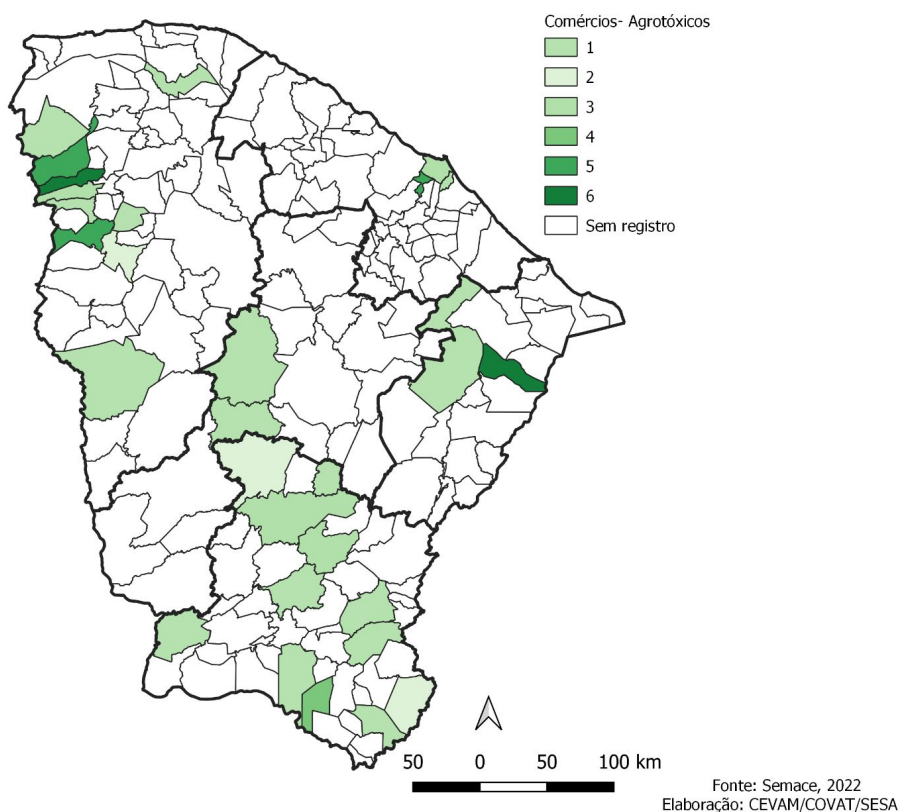 Comércios- Agrotóxicos
1
2
3
4
5
6
Sem registro
50 0 50 100 km
Fonte: Semace, 2022
Elaboração: CEVAM/COVAT/SESA